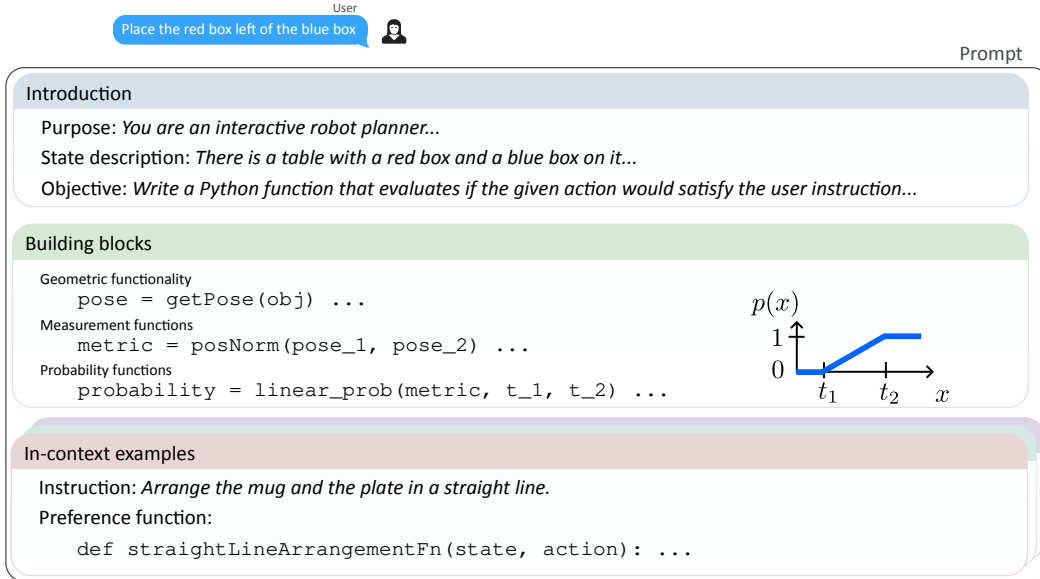 User
Place the red box left of the blue box
Prompt
Introduction
Purpose: You are an interactive robot planner...
State description: There is a table with a red box and a blue box on it...
Objective: Write a Python function that evaluates if the given action would satisfy the user instruction...
Building blocks
Geometric functionality
pose = getPose(obj) ...
Measurement functions
metric = posNorm(pose_1, pose_2) ...
Probability functions
probability = linear_prob(metric, t_1, t_2) ...
p(x)
1
0
t₁ t₂ x
In-context examples
Instruction: Arrange the mug and the plate in a straight line.
Preference function:
def straightLineArrangementFn(state, action): ...